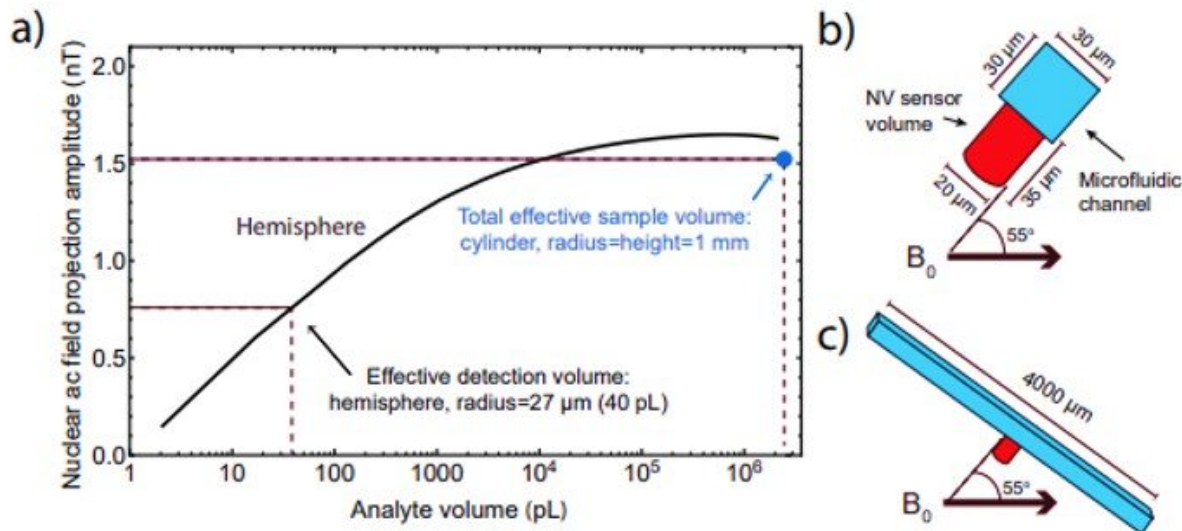 a)
Nuclear ac field projection amplitude (nT)
2.0
1.5
1.0
0.5
0.0
Hemisphere
Total effective sample volume:
cylinder, radius=height=1 mm
Effective detection volume:
hemisphere, radius=27 µm (40 pL)
1
10
100
1000
10⁴
10⁵
10⁶
Analyte volume (pL)
b)
30 µm
30 µm
NV sensor
volume
20 µm
35 µm
Microfluidic
channel
55°
B₀
c)
4000 µm
55°
B₀